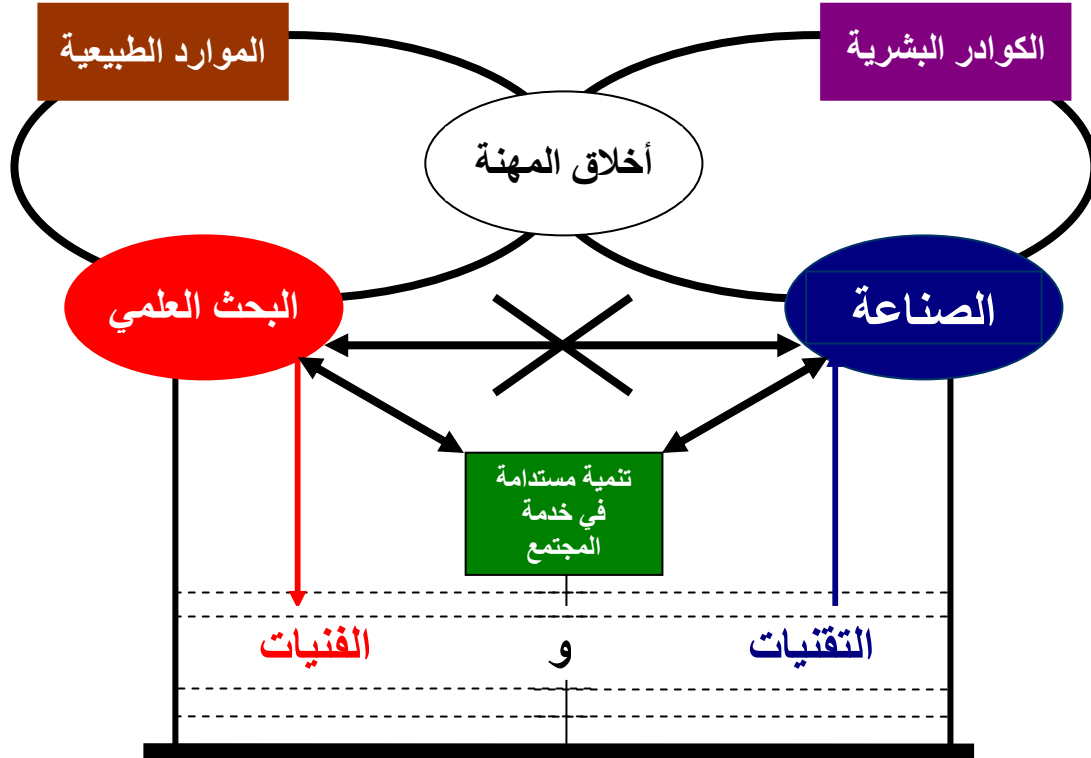 الكوادر البشرية
الموارد الطبيعية
أخلاق المهنة
الصناعة
البحث العلمي
تنمية مستدامة
في خدمة
المجتمع
التقنيات
و
الفنيات